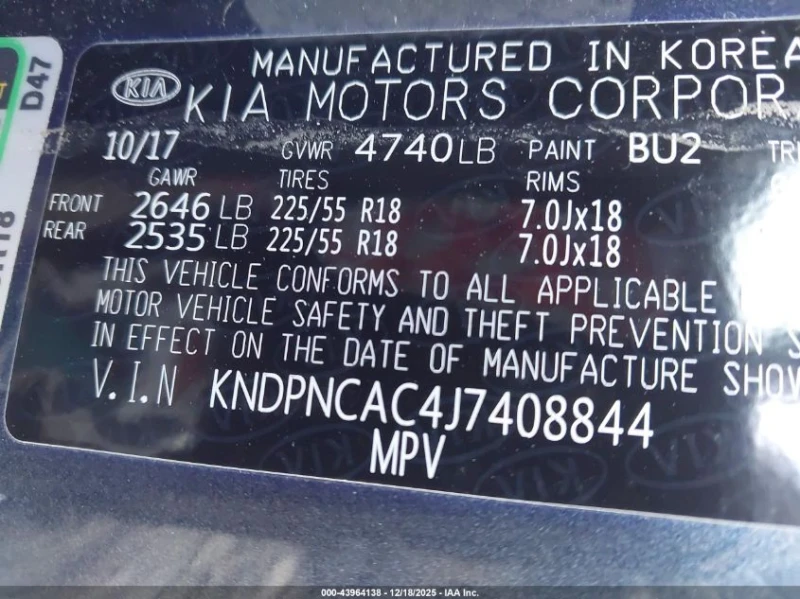 MANUFACTURED IN KOREA
KIA KIA MOTORS CORPOR
10/17 GVWR 4740LB PAINT BU2 TR
GAWR TIRES RIMS
FRONT 2646 LB 225/55 R18 7.0Jx18
REAR 2535 LB 225/55 R18 7.0Jx18
THIS VEHICLE CONFORMS TO ALL APPLICABLE
MOTOR VEHICLE SAFETY AND THEFT PREVENTION S
IN EFFECT ON THE DATE OF MANUFACTURE SHOW
V.I.N KNDPNCAC4J7408844
MPV
D47
000-43964138 - 12/18/2025 - IAA Inc.